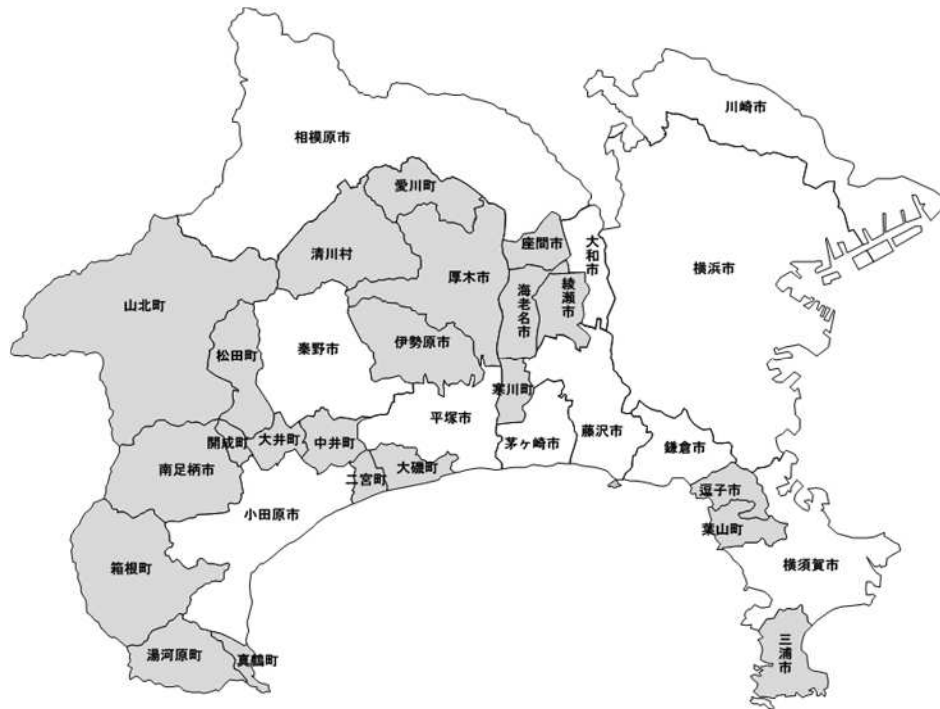 川崎市
相模原市
愛川町
座間市
大和市
清川村
横浜市
厚木市
綾瀬市
海老名市
山北町
伊勢原市
秦野市
松田町
寒川町
平塚市
藤沢市
開成町
大井町
中井町
茅ヶ崎市
鎌倉市
南足柄市
大磯町
二宮町
逗子市
小田原市
葉山町
横須賀市
箱根町
三浦市
湯河原町
真鶴町